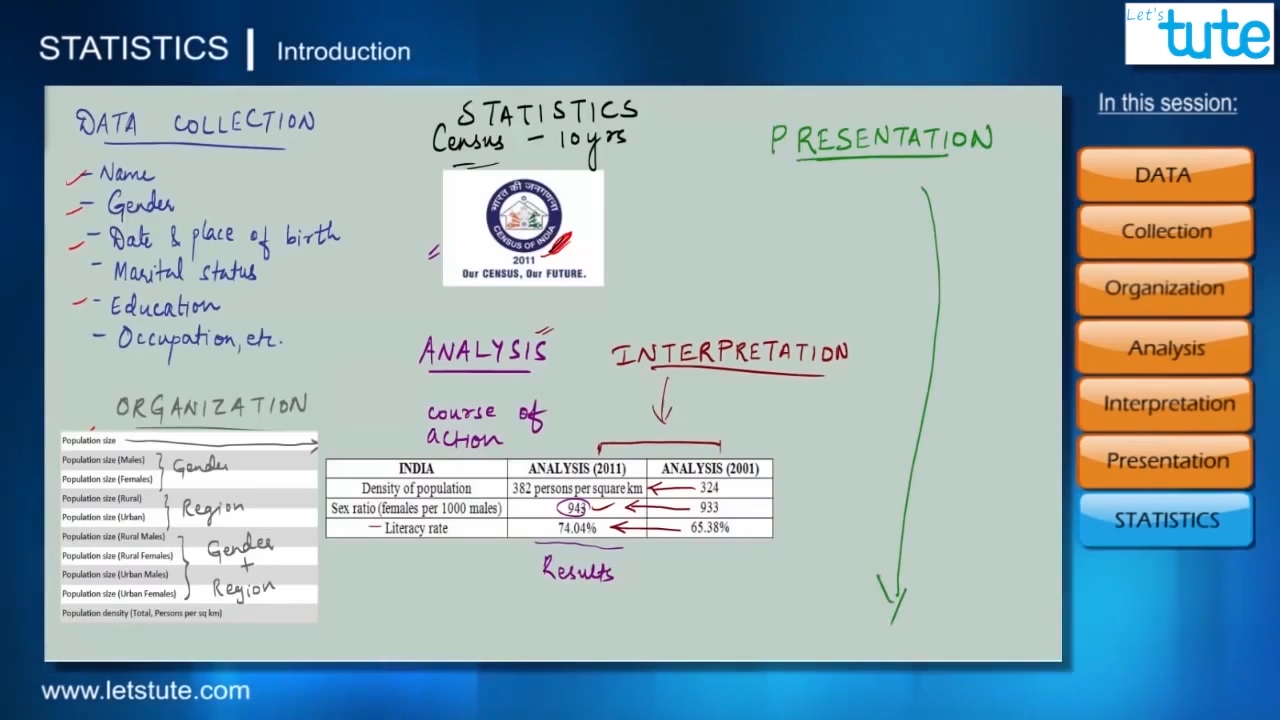 STATISTICS | Introduction
Let's
tute
DATA COLLECTION
- Name
- Gender
- Date & place of birth
- Marital status
- Education
- Occupation, etc.
ORGANIZATION
Population size
Population size (Males)
Population size (Females)
Gender
Population size (Rural)
Population size (Urban)
Region
Population size (Rural Males)
Population size (Rural Females)
Population size (Urban Males)
Population size (Urban Females)
Gender
+
Region
Population density (Total, Persons per sq km)
STATISTICS
Census - 10 yrs
भारत की जनगणना
CENSUS OF INDIA
2011
Our CENSUS, Our FUTURE.
ANALYSIS
course of
action
INTERPRETATION
INDIA ANALYSIS (2011) ANALYSIS (2001)
Density of population 382 persons per square km 324
Sex ratio (females per 1000 males) 943 933
Literacy rate 74.04% 65.38%
Results
PRESENTATION
In this session:
DATA
Collection
Organization
Analysis
Interpretation
Presentation
STATISTICS
www.letstute.com